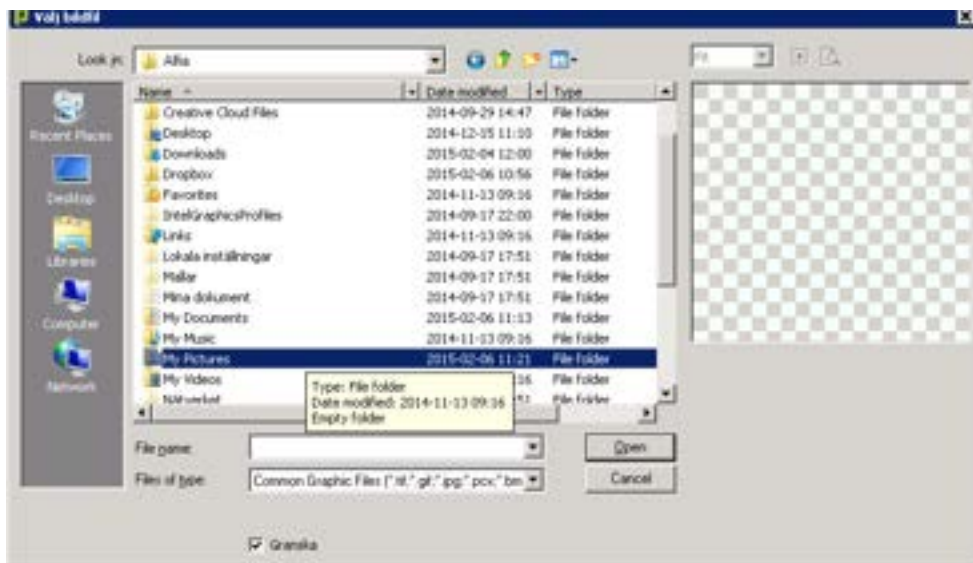 Välj bildfil
Look in: Alfia
Fit
Name Date modified Type
Recent Places
Desktop
Libraries
Computer
Network
Creative Cloud Files 2014-09-29 14:47 File folder
Desktop 2014-12-15 11:10 File folder
Downloads 2015-02-04 12:00 File folder
Dropbox 2015-02-06 10:56 File folder
Favorites 2014-11-13 09:16 File folder
IntelGraphicsProfiles 2014-09-17 22:00 File folder
Links 2014-11-13 09:16 File folder
Lokala inställningar 2014-09-17 17:51 File folder
Mallar 2014-09-17 17:51 File folder
Mina dokument 2014-09-17 17:51 File folder
My Documents 2015-02-06 11:13 File folder
My Music 2014-11-13 09:16 File folder
My Pictures 2015-02-06 11:21 File folder
My Videos :16 File folder
Nätverket :51 File folder
Type: File folder
Date modified: 2014-11-13 09:16
Empty folder
File name: Open
Files of type: Common Graphic Files (*.tif,*.gif,*.jpg,*.pcx,*.bm Cancel
Granska